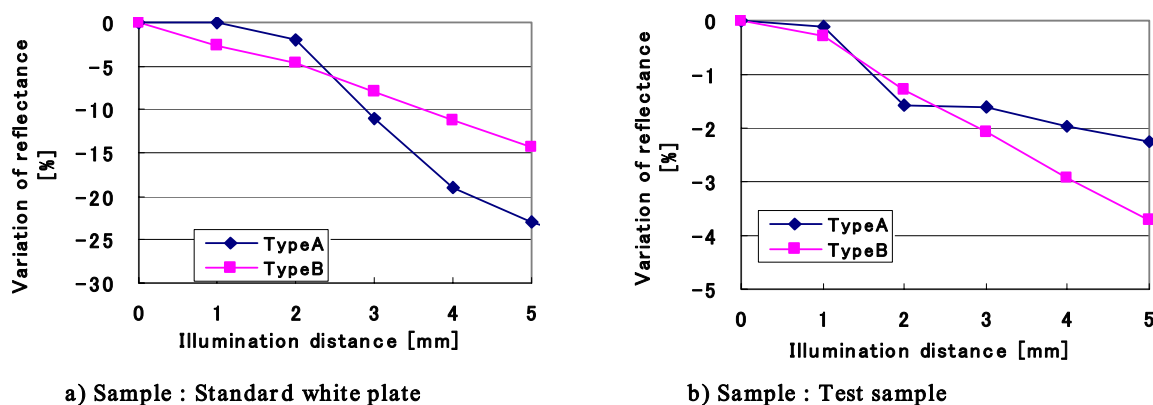 Variation of reflectance
[%]
0
-5
-10
-15
-20
-25
-30
TypeA
TypeB
0 1 2 3 4 5
Illumination distance [mm]
a) Sample : Standard white plate
Variation of reflectance
[%]
0
-1
-2
-3
-4
-5
TypeA
TypeB
0 1 2 3 4 5
Illumination distance [mm]
b) Sample : Test sample